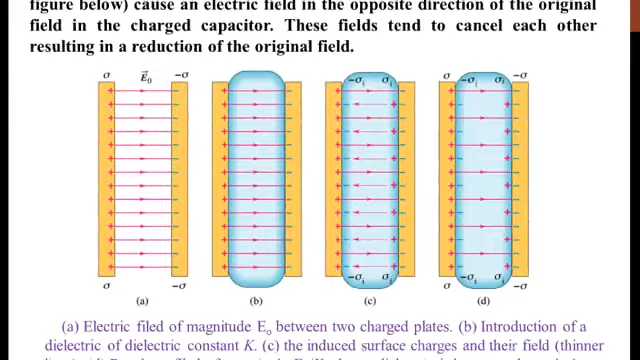 figure below) cause an electric field in the opposite direction of the original
field in the charged capacitor. These fields tend to cancel each other
resulting in a reduction of the original field.
σ E⃗₀ −σ −σᵢ σᵢ σ −σᵢ σᵢ −σ
σ −σ σ −σ
(a) (b) (c) (d)
(a) Electric filed of magnitude Eₒ between two charged plates. (b) Introduction of a
dielectric of dielectric constant K. (c) the induced surface charges and their field (thinner